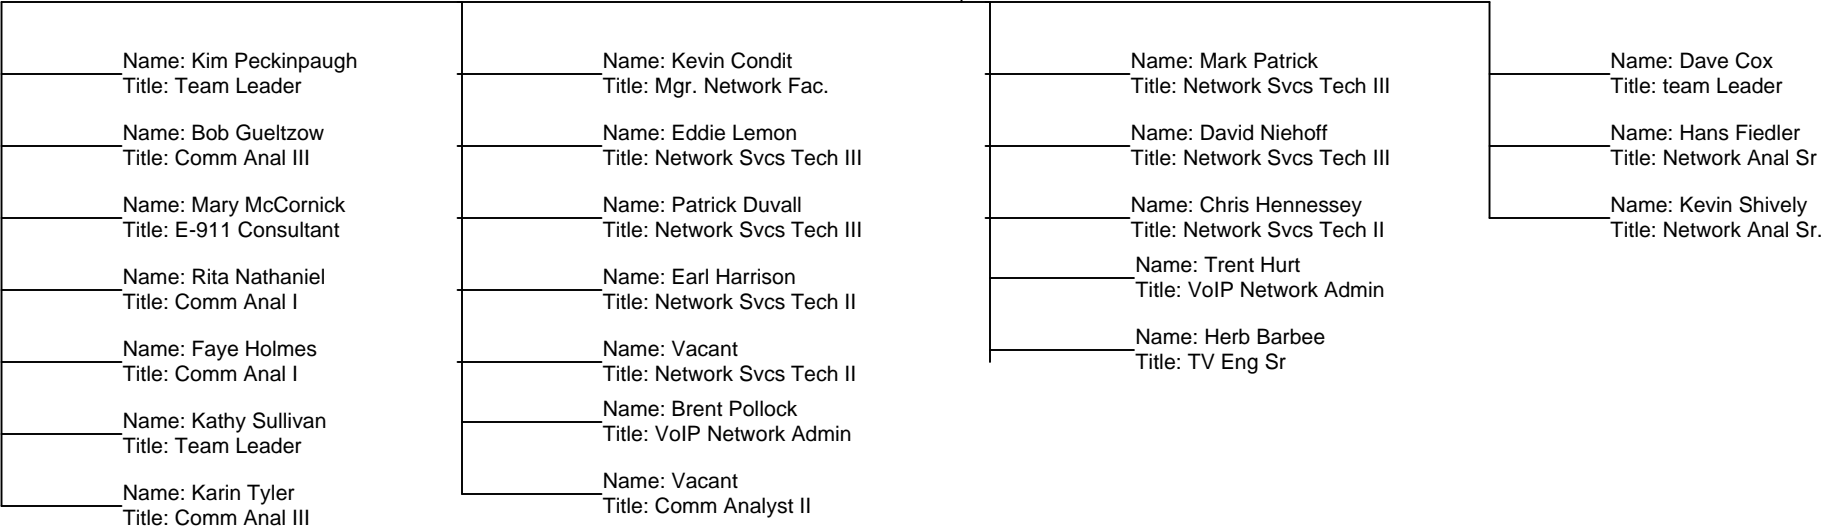 Name: Kim Peckinpaugh
Title: Team Leader
Name: Bob Gueltzow
Title: Comm Anal III
Name: Mary McCornick
Title: E-911 Consultant
Name: Rita Nathaniel
Title: Comm Anal I
Name: Faye Holmes
Title: Comm Anal I
Name: Kathy Sullivan
Title: Team Leader
Name: Karin Tyler
Title: Comm Anal III
Name: Kevin Condit
Title: Mgr. Network Fac.
Name: Eddie Lemon
Title: Network Svcs Tech III
Name: Patrick Duvall
Title: Network Svcs Tech III
Name: Earl Harrison
Title: Network Svcs Tech II
Name: Vacant
Title: Network Svcs Tech II
Name: Brent Pollock
Title: VoIP Network Admin
Name: Vacant
Title: Comm Analyst II
Name: Mark Patrick
Title: Network Svcs Tech III
Name: David Niehoff
Title: Network Svcs Tech III
Name: Chris Hennessey
Title: Network Svcs Tech II
Name: Trent Hurt
Title: VoIP Network Admin
Name: Herb Barbee
Title: TV Eng Sr
Name: Dave Cox
Title: team Leader
Name: Hans Fiedler
Title: Network Anal Sr
Name: Kevin Shively
Title: Network Anal Sr.